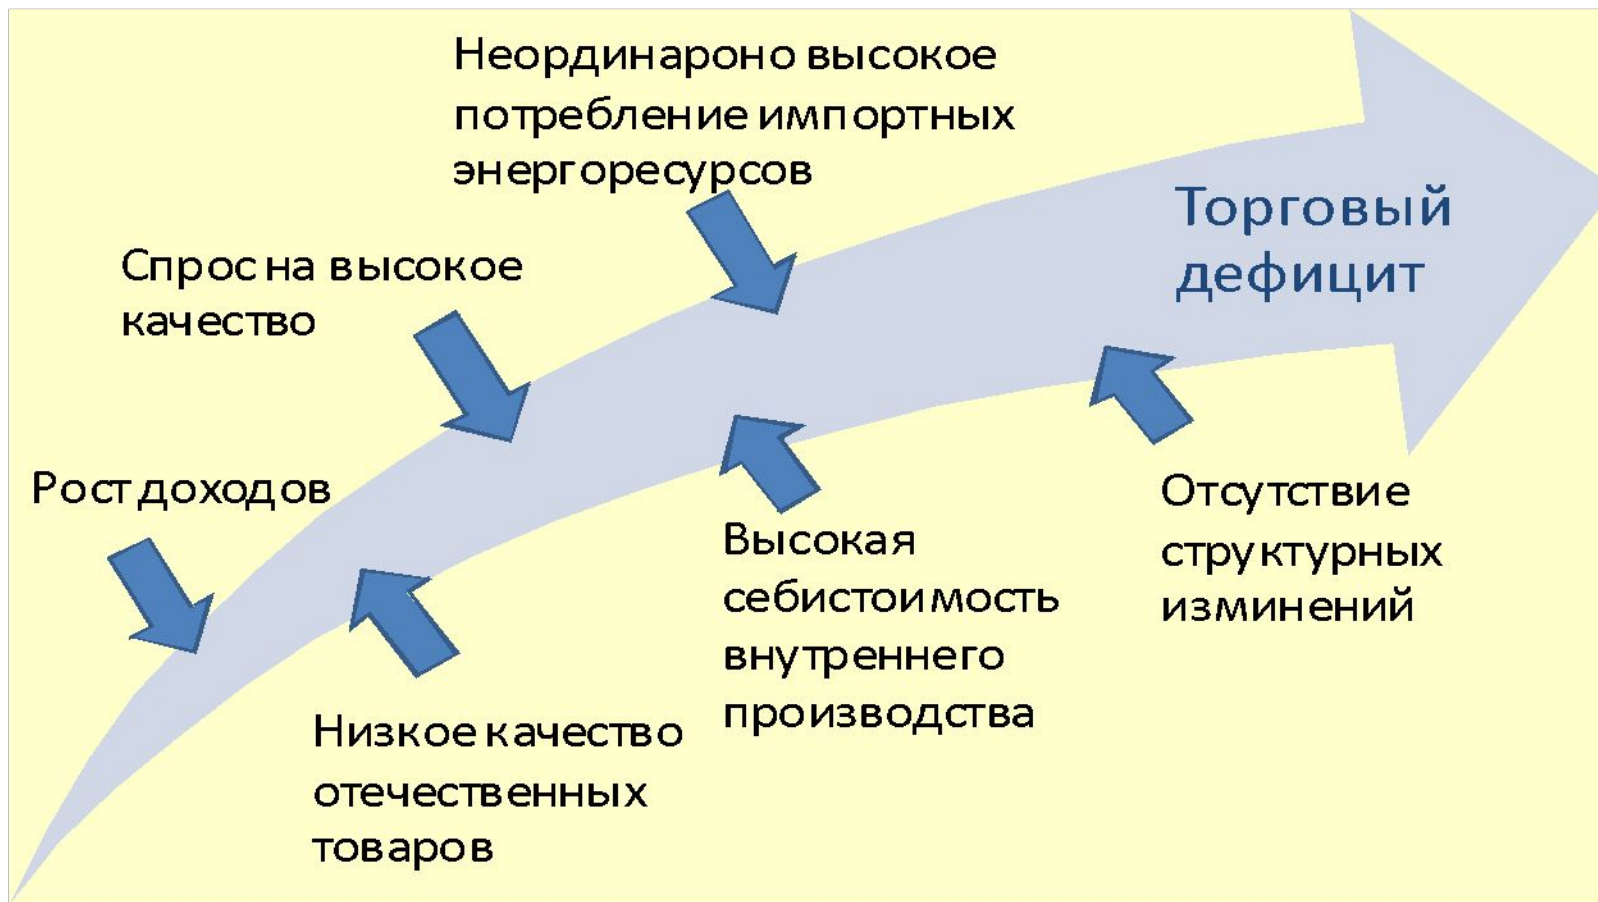 Неординароно высокое
потребление импортных
энергоресурсов
Торговый
дефицит
Спрос на высокое
качество
Рост доходов
Отсутствие
структурных
изминений
Высокая
себистоимость
внутреннего
производства
Низкое качество
отечественных
товаров